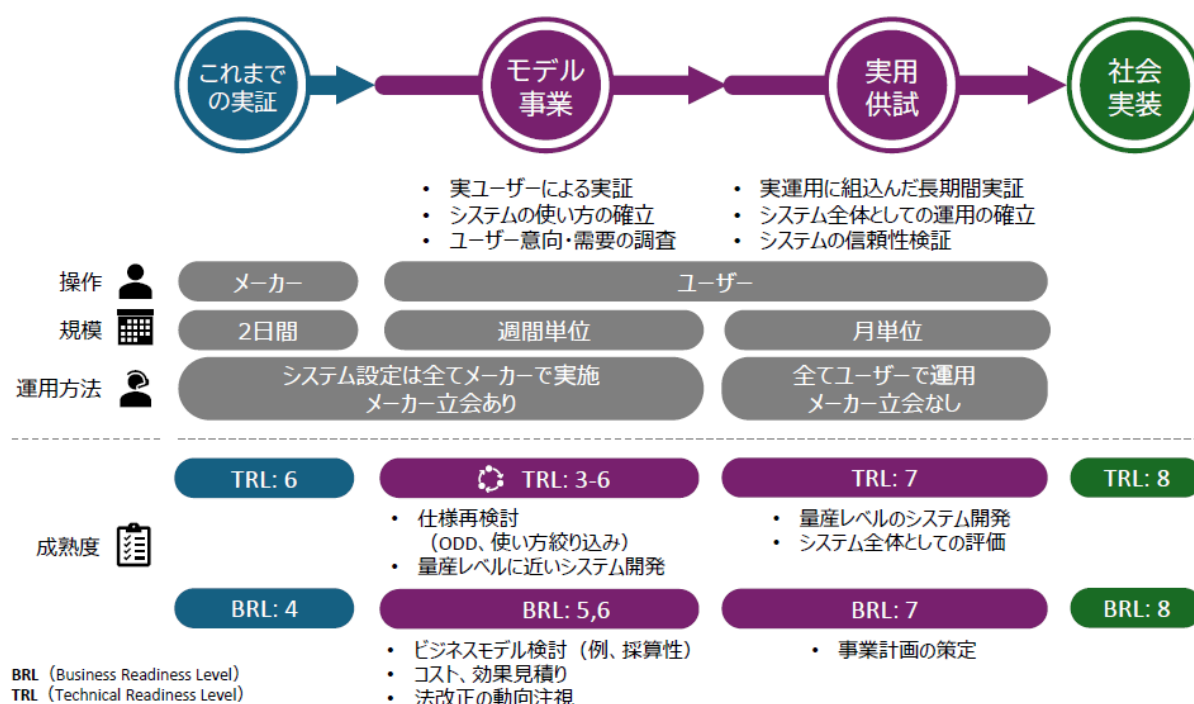 これまで
の実証
モデル
事業
実用
供試
社会
実装
• 実ユーザーによる実証
• システムの使い方の確立
• ユーザー意向・需要の調査
• 実運用に組込んだ長期間実証
• システム全体としての運用の確立
• システムの信頼性検証
操作
メーカー
ユーザー
規模
2日間
週間単位
月単位
運用方法
システム設定は全てメーカーで実施
メーカー立会あり
全てユーザーで運用
メーカー立会なし
成熟度
TRL: 6
TRL: 3-6
TRL: 7
TRL: 8
• 仕様再検討
（ODD、使い方絞り込み）
• 量産レベルに近いシステム開発
• 量産レベルのシステム開発
• システム全体としての評価
BRL: 4
BRL: 5,6
BRL: 7
BRL: 8
• ビジネスモデル検討（例、採算性）
• コスト、効果見積り
• 法改正の動向注視
• 事業計画の策定
BRL（Business Readiness Level）
TRL（Technical Readiness Level）